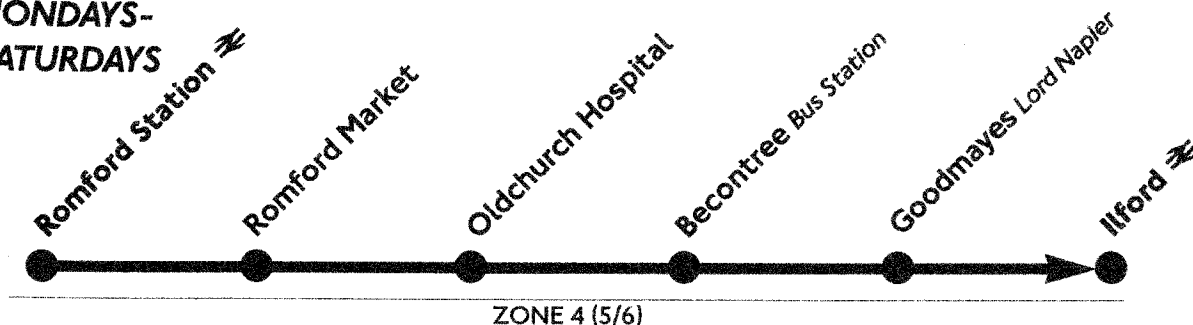 ONDAYS-
ATURDAYS
Romford Station
Romford Market
Oldchurch Hospital
Becontree Bus Station
Goodmayes Lord Napier
Ilford
ZONE 4 (5/6)